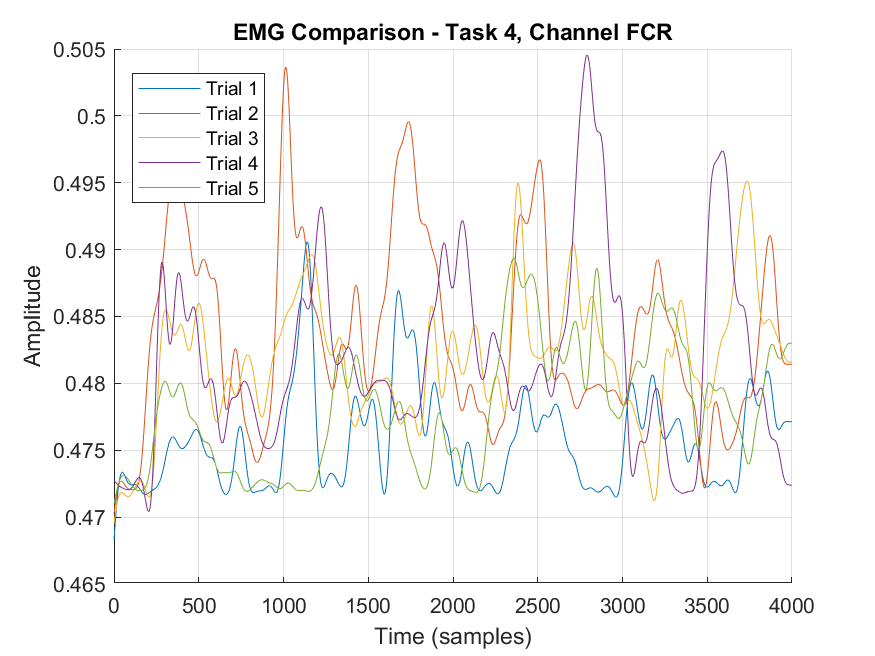 EMG Comparison - Task 4, Channel FCR
0.505
0.5
0.495
0.49
0.485
0.48
0.475
0.47
0.465
Amplitude
Trial 1
Trial 2
Trial 3
Trial 4
Trial 5
0 500 1000 1500 2000 2500 3000 3500 4000
Time (samples)